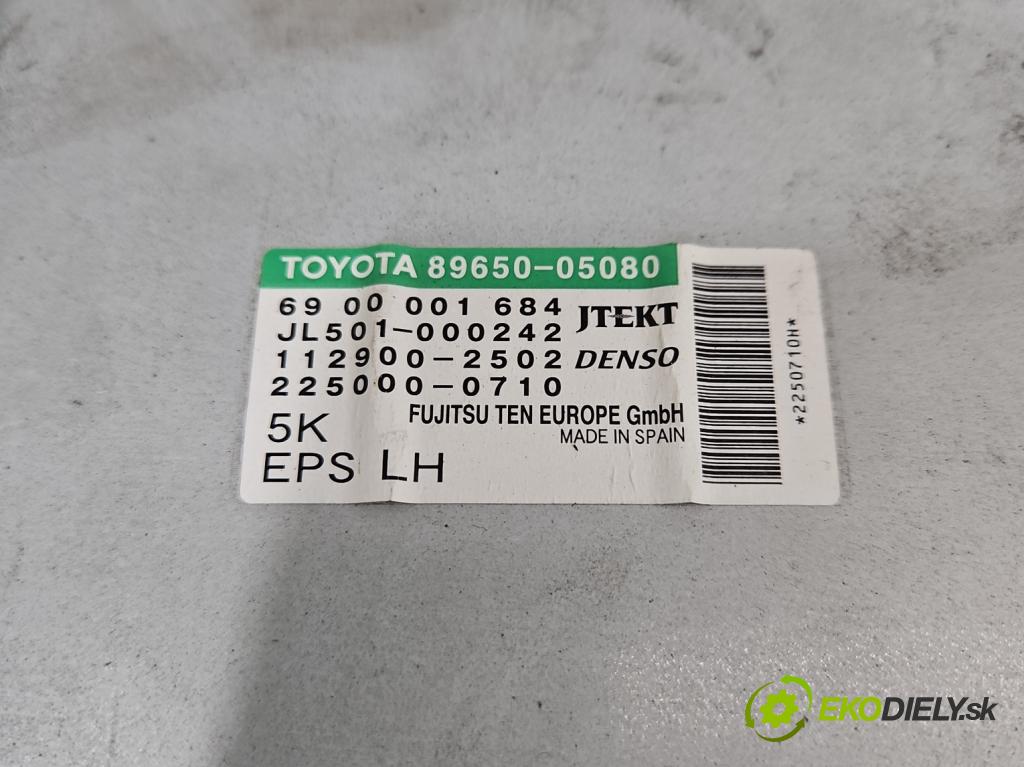 TOYOTA 89650-05080
69 00 001 684 JTEKT
JL501-000242
112900-2502 DENSO
225000-0710
5K FUJITSU TEN EUROPE GmbH
MADE IN SPAIN
EPS LH
*2250710H*
EKODIELY.sk